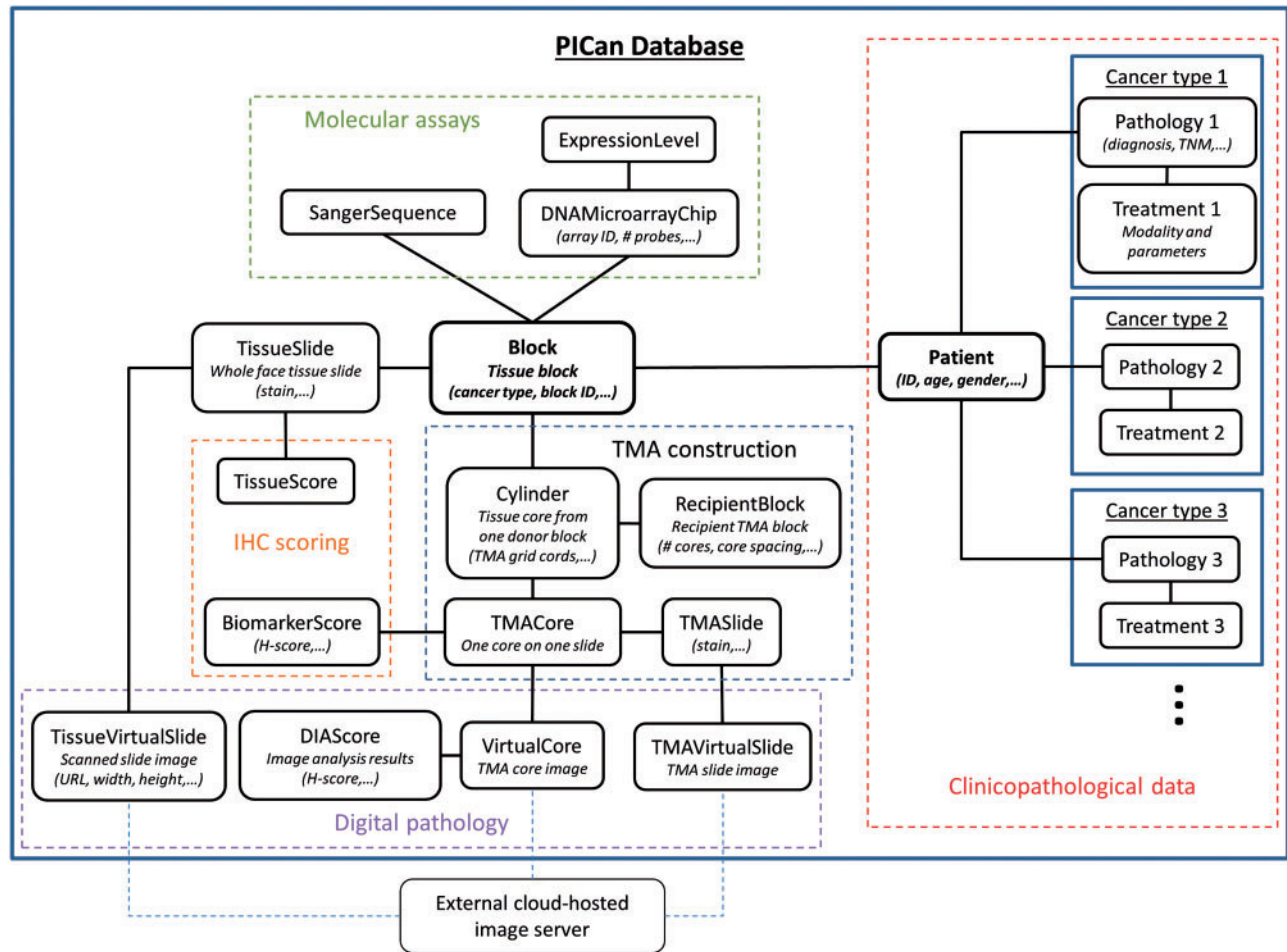 PICan Database
Molecular assays
ExpressionLevel
SangerSequence
DNAMicroarrayChip
(array ID, # probes,...)
TissueSlide
Whole face tissue slide
(stain,...)
Block
Tissue block
(cancer type, block ID,...)
Patient
(ID, age, gender,...)
Cancer type 1
Pathology 1
(diagnosis, TNM,...)
Treatment 1
Modality and
parameters
Cancer type 2
Pathology 2
Treatment 2
Cancer type 3
Pathology 3
Treatment 3
Clinicopathological data
TissueScore
IHC scoring
BiomarkerScore
(H-score,...)
TMA construction
Cylinder
Tissue core from
one donor block
(TMA grid cords,...)
RecipientBlock
Recipient TMA block
(# cores, core spacing,...)
TMACore
One core on one slide
TMASlide
(stain,...)
TissueVirtualSlide
Scanned slide image
(URL, width, height,...)
DIAScore
Image analysis results
(H-score,...)
VirtualCore
TMA core image
TMAVirtualSlide
TMA slide image
Digital pathology
External cloud-hosted
image server